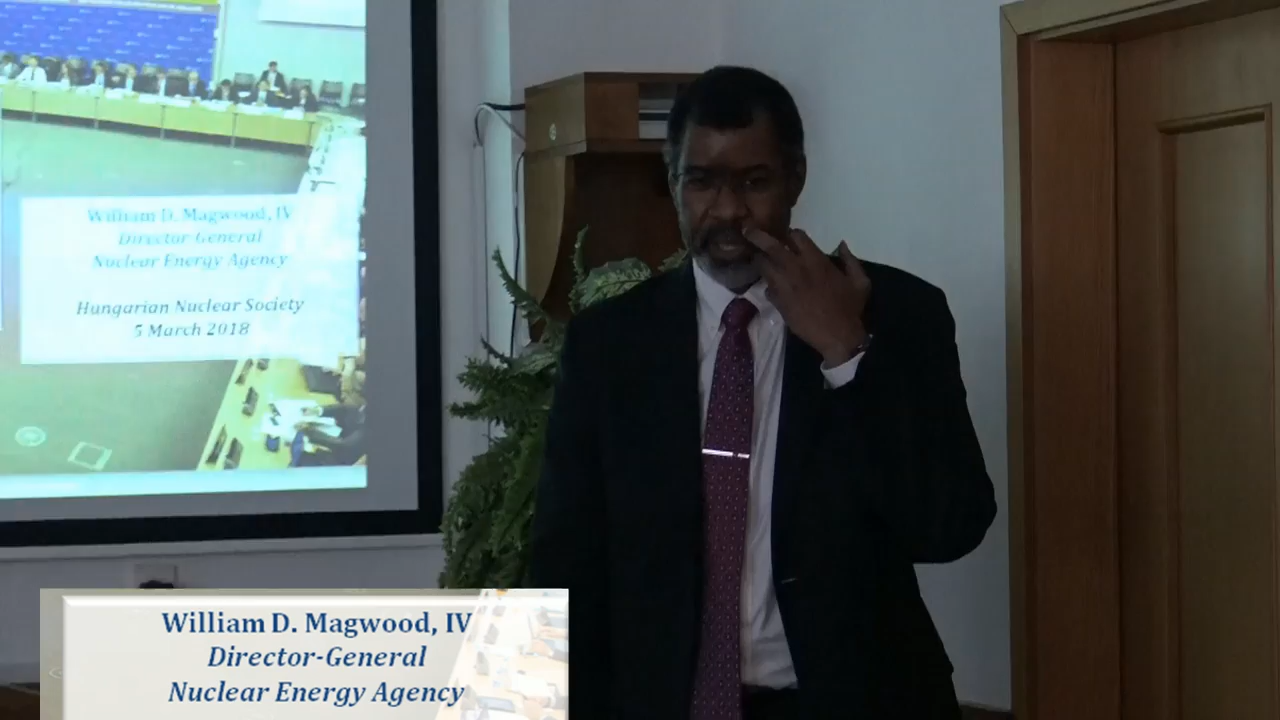 William D. Magwood, IV
Director-General
Nuclear Energy Agency
Hungarian Nuclear Society
5 March 2018
William D. Magwood, IV
Director-General
Nuclear Energy Agency